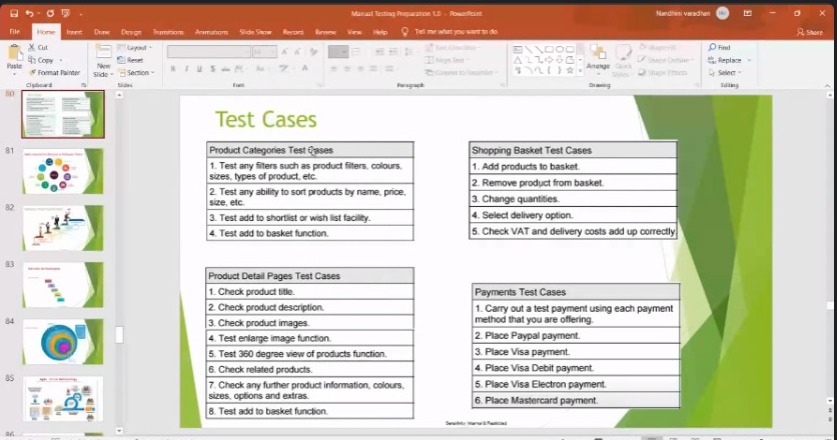 Manual Testing Preparation 1.0 - PowerPoint
Nandhini varadhan
File Home Insert Draw Design Transitions Animations Slide Show Record Review View Help Tell me what you want to do Share
Paste
Cut
Copy
Format Painter
Clipboard
New Slide
Layout
Reset
Section
Slides
Font
Paragraph
Arrange
Quick Styles
Shape Fill
Shape Outline
Shape Effects
Drawing
Find
Replace
Select
Editing
80
81
82
83
84
85
86
Test Cases
Product Categories Test Cases
1. Test any filters such as product filters, colours,
sizes, types of product, etc.
2. Test any ability to sort products by name, price,
size, etc.
3. Test add to shortlist or wish list facility.
4. Test add to basket function.
Product Detail Pages Test Cases
1. Check product title.
2. Check product description.
3. Check product images.
4. Test enlarge image function.
5. Test 360 degree view of products function.
6. Check related products.
7. Check any further product information, colours,
sizes, options and extras.
8. Test add to basket function.
Shopping Basket Test Cases
1. Add products to basket.
2. Remove product from basket.
3. Change quantities.
4. Select delivery option.
5. Check VAT and delivery costs add up correctly.
Payments Test Cases
1. Carry out a test payment using each payment
method that you are offering.
2. Place Paypal payment.
3. Place Visa payment.
4. Place Visa Debit payment.
5. Place Visa Electron payment.
6. Place Mastercard payment.